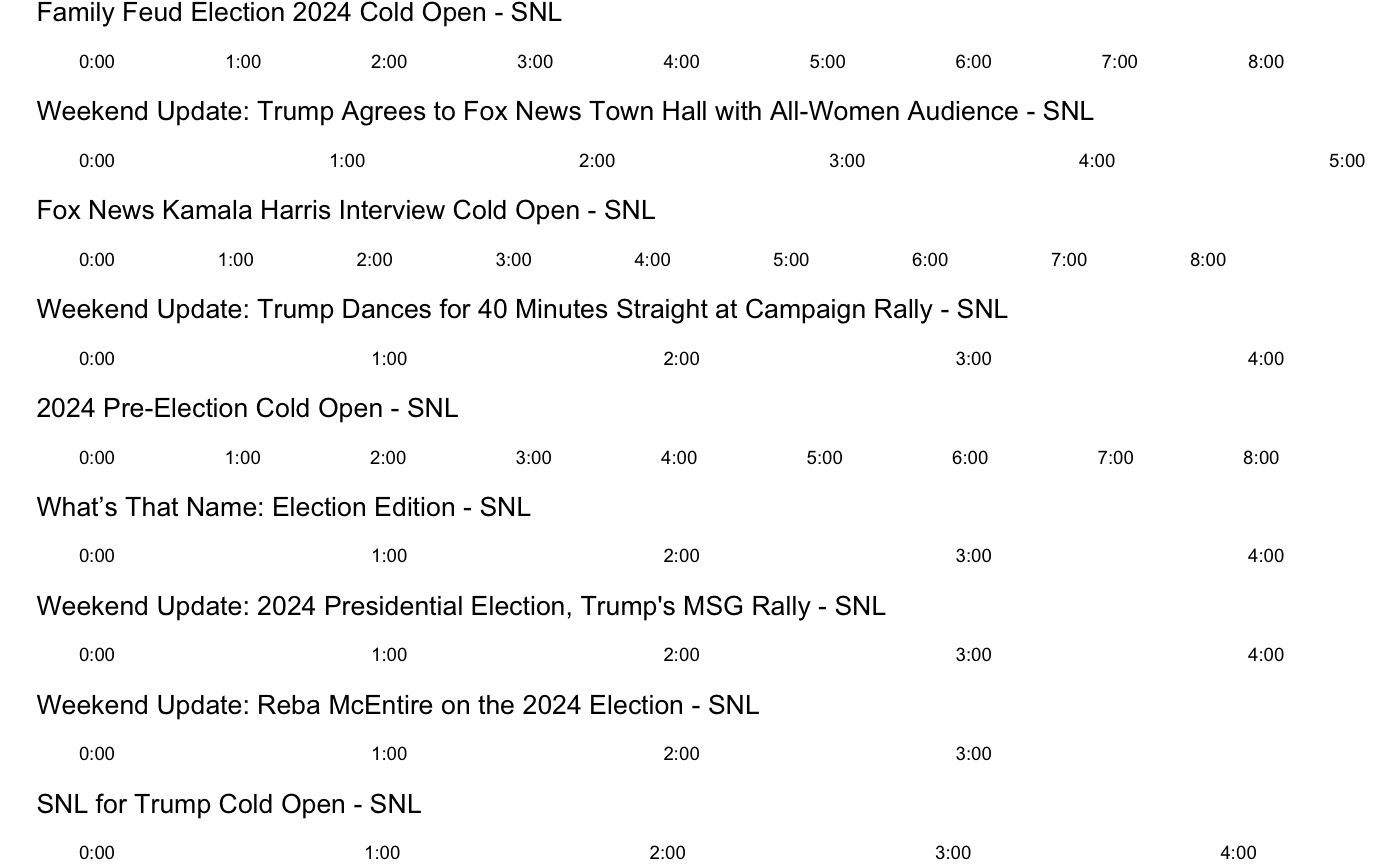 Family Feud Election 2024 Cold Open - SNL
0:00 1:00 2:00 3:00 4:00 5:00 6:00 7:00 8:00
Weekend Update: Trump Agrees to Fox News Town Hall with All-Women Audience - SNL
0:00 1:00 2:00 3:00 4:00 5:00
Fox News Kamala Harris Interview Cold Open - SNL
0:00 1:00 2:00 3:00 4:00 5:00 6:00 7:00 8:00
Weekend Update: Trump Dances for 40 Minutes Straight at Campaign Rally - SNL
0:00 1:00 2:00 3:00 4:00
2024 Pre-Election Cold Open - SNL
0:00 1:00 2:00 3:00 4:00 5:00 6:00 7:00 8:00
What’s That Name: Election Edition - SNL
0:00 1:00 2:00 3:00 4:00
Weekend Update: 2024 Presidential Election, Trump's MSG Rally - SNL
0:00 1:00 2:00 3:00 4:00
Weekend Update: Reba McEntire on the 2024 Election - SNL
0:00 1:00 2:00 3:00
SNL for Trump Cold Open - SNL
0:00 1:00 2:00 3:00 4:00